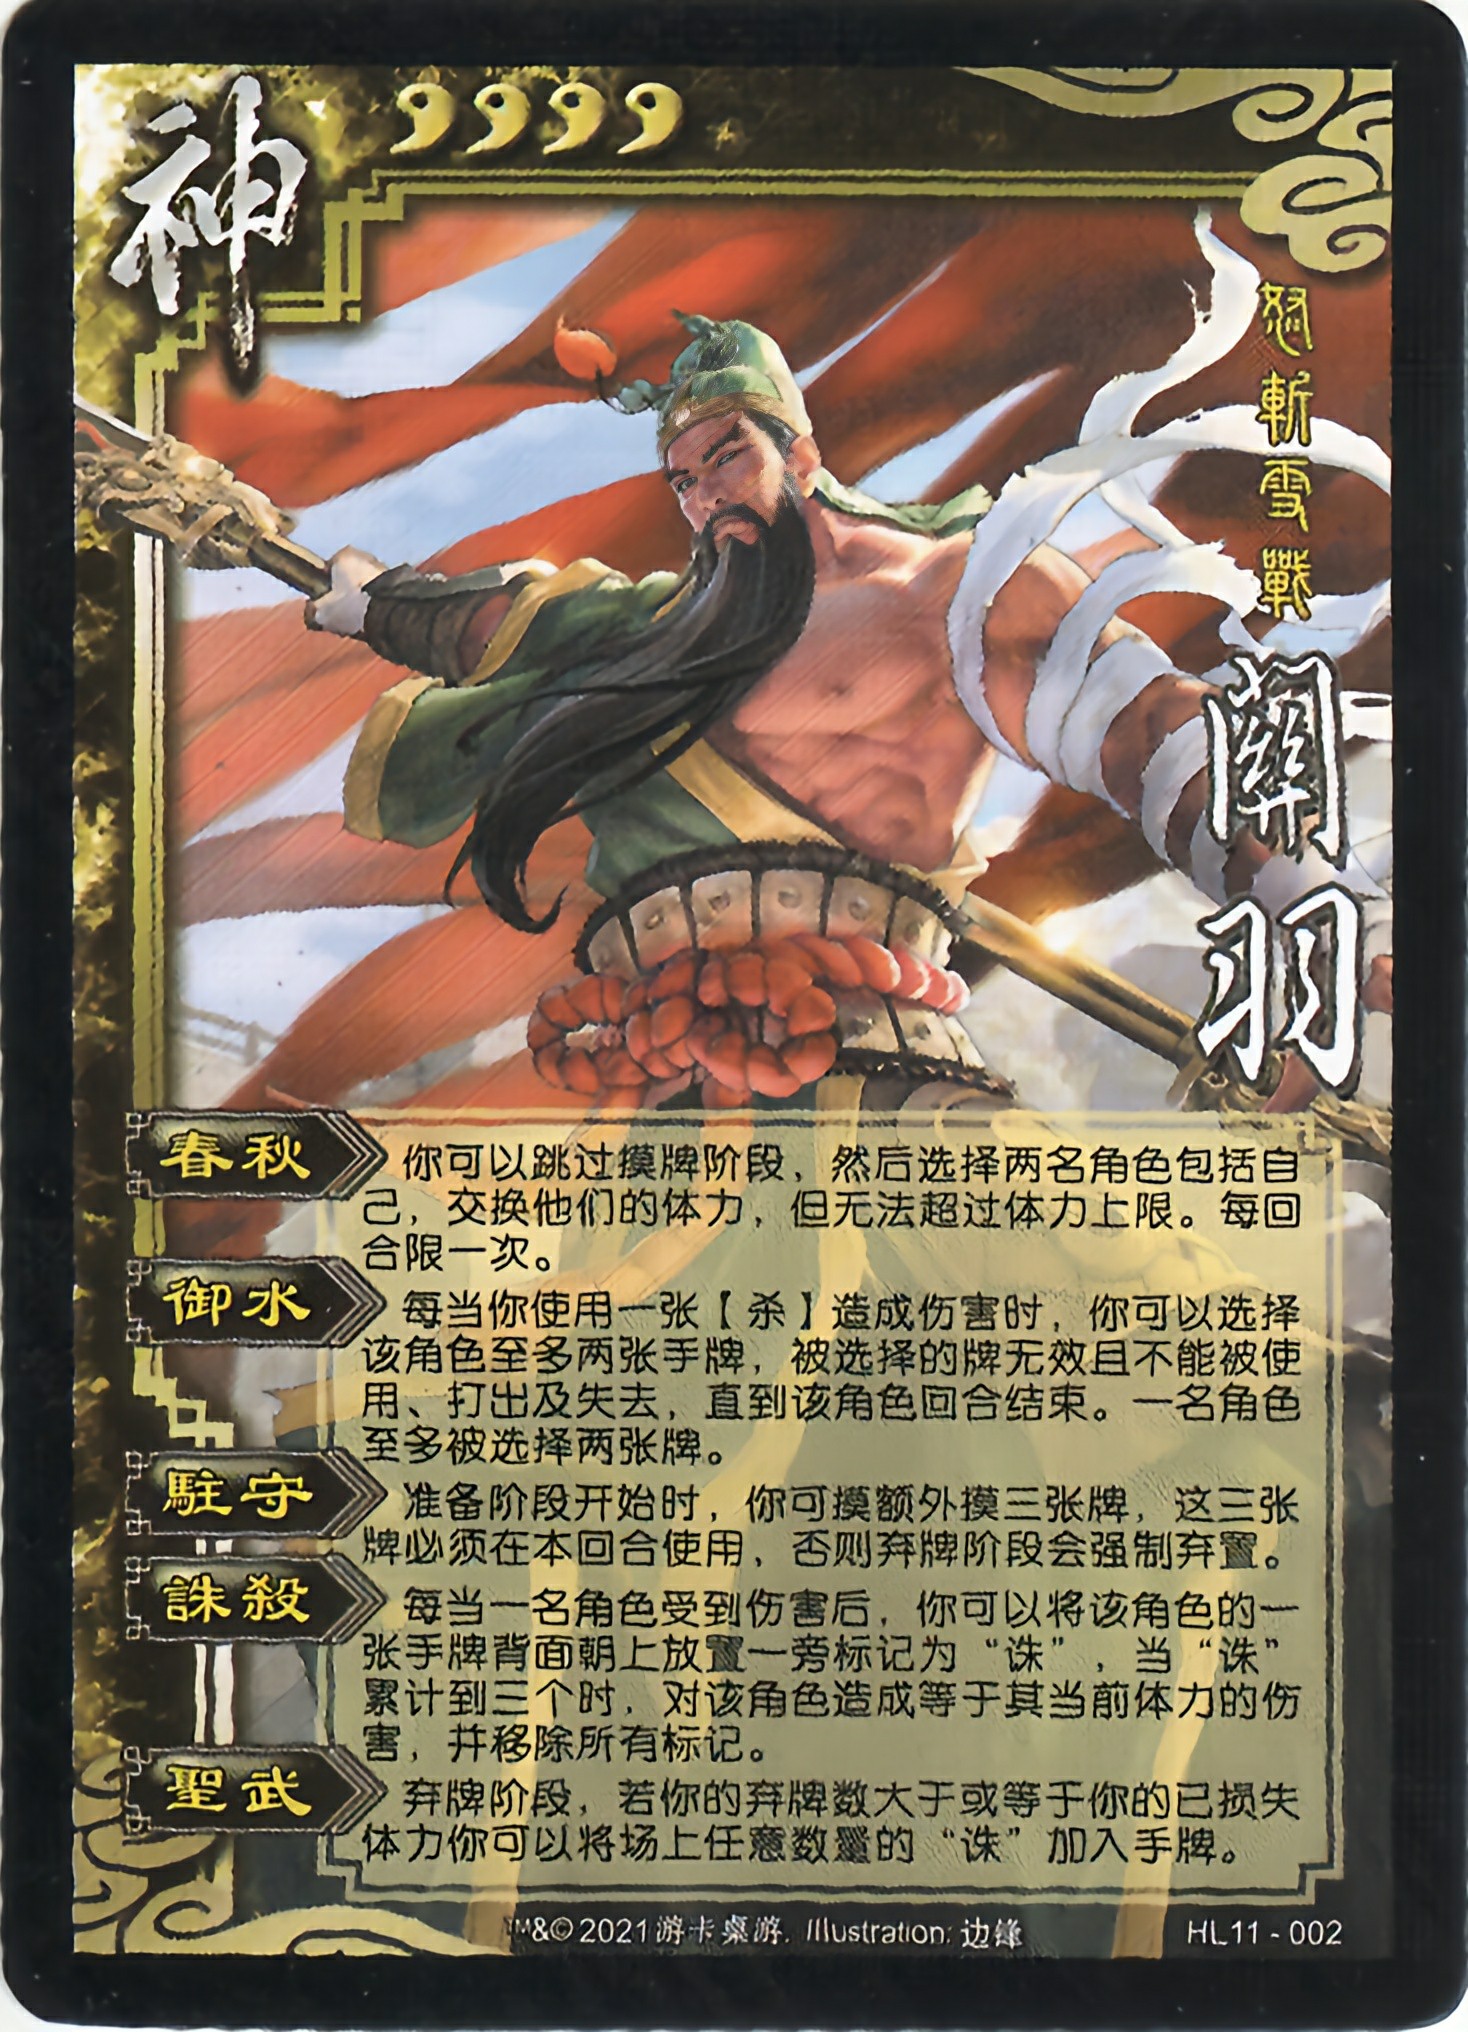 神
怒斬雪戰
關羽
春秋
你可以跳过摸牌阶段，然后选择两名角色包括自
己，交换他们的体力，但无法超过体力上限。每回
合限一次。
御水
每当你使用一张【杀】造成伤害时，你可以选择
该角色至多两张手牌，被选择的牌无效且不能被使
用、打出及失去，直到该角色回合结束。一名角色
至多被选择两张牌。
駐守
准备阶段开始时，你可摸额外摸三张牌，这三张
牌必须在本回合使用，否则弃牌阶段会强制弃置。
誅殺
每当一名角色受到伤害后，你可以将该角色的一
张手牌背面朝上放置一旁标记为“诛”，当“诛”
累计到三个时，对该角色造成等于其当前体力的伤
害，并移除所有标记。
聖武
弃牌阶段，若你的弃牌数大于或等于你的已损失
体力你可以将场上任意数量的“诛”加入手牌。
™&© 2021 游卡桌游. Illustration: 边锋
HL11 - 002